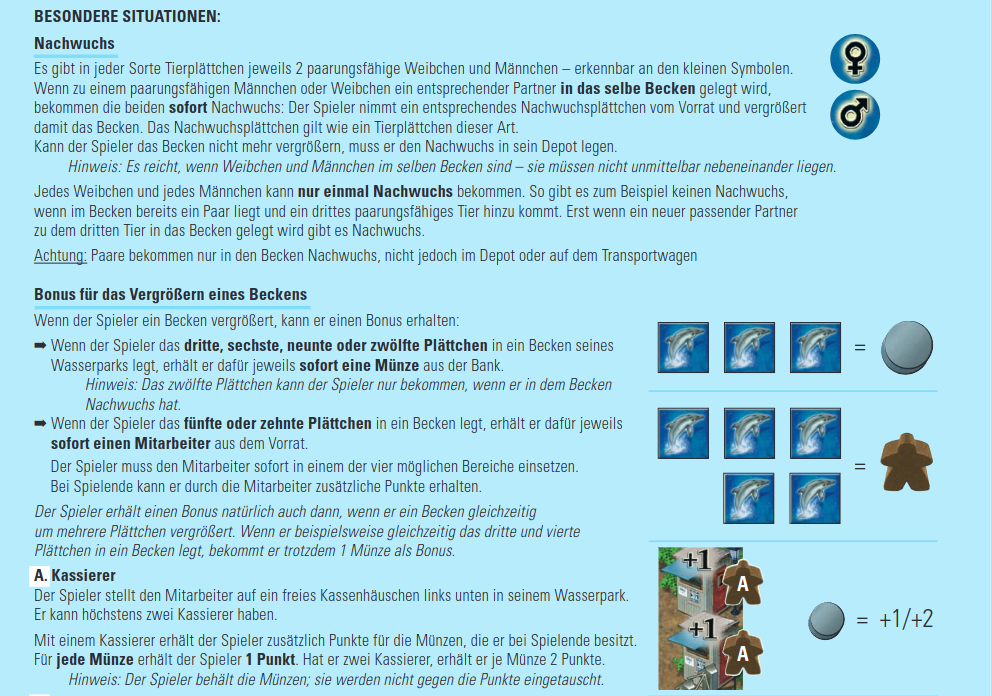 BESONDERE SITUATIONEN:
Nachwuchs
Es gibt in jeder Sorte Tierplättchen jeweils 2 paarungsfähige Weibchen und Männchen – erkennbar an den kleinen Symbolen.
Wenn zu einem paarungsfähigen Männchen oder Weibchen ein entsprechender Partner in das selbe Becken gelegt wird,
bekommen die beiden sofort Nachwuchs: Der Spieler nimmt ein entsprechendes Nachwuchsplättchen vom Vorrat und vergrößert
damit das Becken. Das Nachwuchsplättchen gilt wie ein Tierplättchen dieser Art.
Kann der Spieler das Becken nicht mehr vergrößern, muss er den Nachwuchs in sein Depot legen.
Hinweis: Es reicht, wenn Weibchen und Männchen im selben Becken sind – sie müssen nicht unmittelbar nebeneinander liegen.
Jedes Weibchen und jedes Männchen kann nur einmal Nachwuchs bekommen. So gibt es zum Beispiel keinen Nachwuchs,
wenn im Becken bereits ein Paar liegt und ein drittes paarungsfähiges Tier hinzu kommt. Erst wenn ein neuer passender Partner
zu dem dritten Tier in das Becken gelegt wird gibt es Nachwuchs.
Achtung: Paare bekommen nur in den Becken Nachwuchs, nicht jedoch im Depot oder auf dem Transportwagen
Bonus für das Vergrößern eines Beckens
Wenn der Spieler ein Becken vergrößert, kann er einen Bonus erhalten:
➡ Wenn der Spieler das dritte, sechste, neunte oder zwölfte Plättchen in ein Becken seines
Wasserparks legt, erhält er dafür jeweils sofort eine Münze aus der Bank.
Hinweis: Das zwölfte Plättchen kann der Spieler nur bekommen, wenn er in dem Becken
Nachwuchs hat.
=
➡ Wenn der Spieler das fünfte oder zehnte Plättchen in ein Becken legt, erhält er dafür jeweils
sofort einen Mitarbeiter aus dem Vorrat.
Der Spieler muss den Mitarbeiter sofort in einem der vier möglichen Bereiche einsetzen.
Bei Spielende kann er durch die Mitarbeiter zusätzliche Punkte erhalten.
=
Der Spieler erhält einen Bonus natürlich auch dann, wenn er ein Becken gleichzeitig
um mehrere Plättchen vergrößert. Wenn er beispielsweise gleichzeitig das dritte und vierte
Plättchen in ein Becken legt, bekommt er trotzdem 1 Münze als Bonus.
A. Kassierer
Der Spieler stellt den Mitarbeiter auf ein freies Kassenhäuschen links unten in seinem Wasserpark.
Er kann höchstens zwei Kassierer haben.
Mit einem Kassierer erhält der Spieler zusätzlich Punkte für die Münzen, die er bei Spielende besitzt.
Für jede Münze erhält der Spieler 1 Punkt. Hat er zwei Kassierer, erhält er je Münze 2 Punkte.
Hinweis: Der Spieler behält die Münzen; sie werden nicht gegen die Punkte eingetauscht.
+1
A
+1
A
= +1/+2